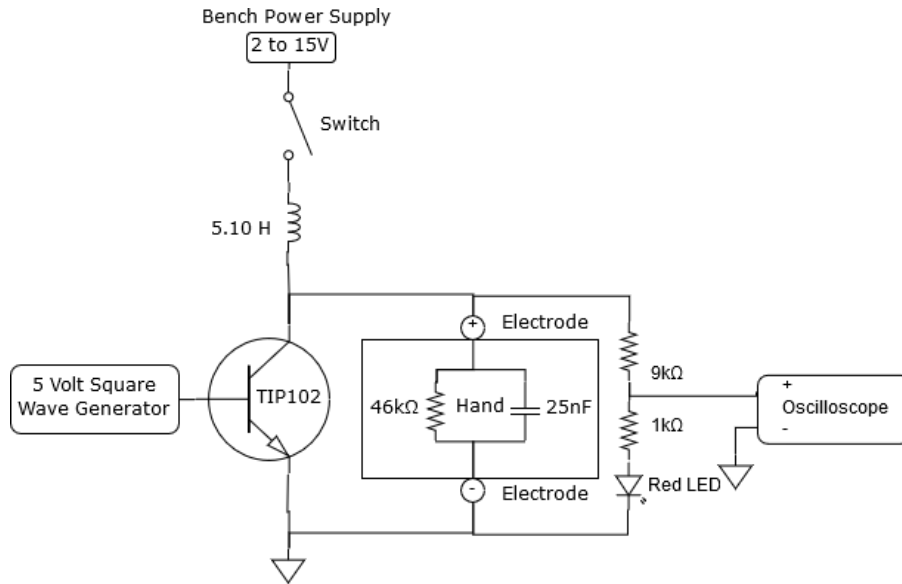 Bench Power Supply
2 to 15V
Switch
5.10 H
Electrode
+
5 Volt Square
Wave Generator
TIP102
46kΩ
Hand
25nF
9kΩ
1kΩ
+
Oscilloscope
-
Red LED
-
Electrode